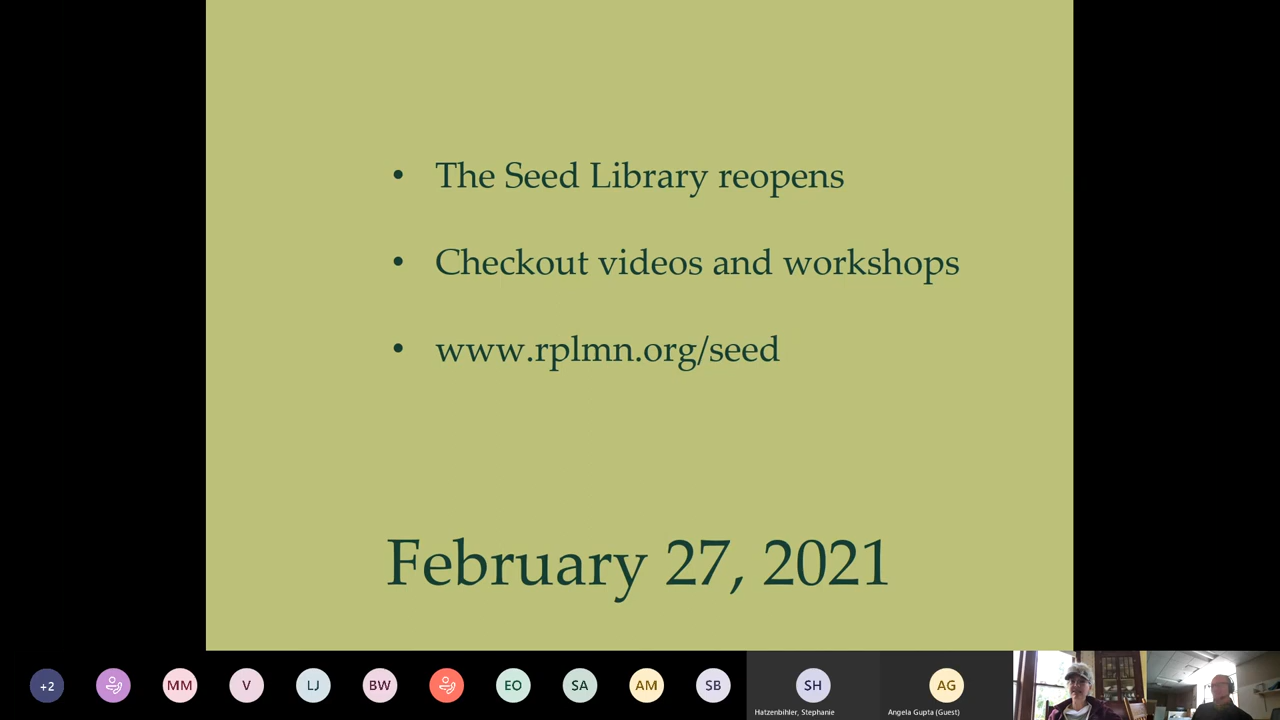 • The Seed Library reopens
• Checkout videos and workshops
• www.rplmn.org/seed
February 27, 2021
+2
MM
V
LJ
BW
EO
SA
AM
SB
SH
AG
Hatzenbihler, Stephanie
Angela Gupta (Guest)